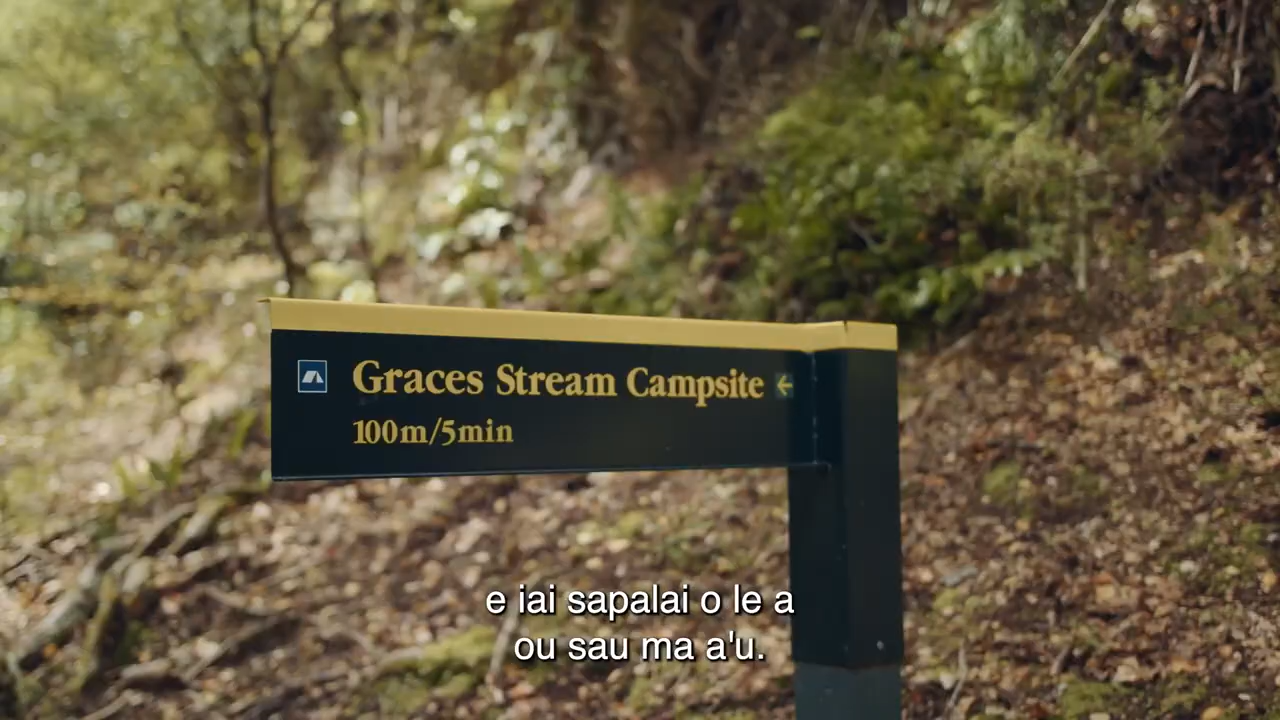 Graces Stream Campsite ←
100m/5min
e iai sapalai o le a
ou sau ma a'u.